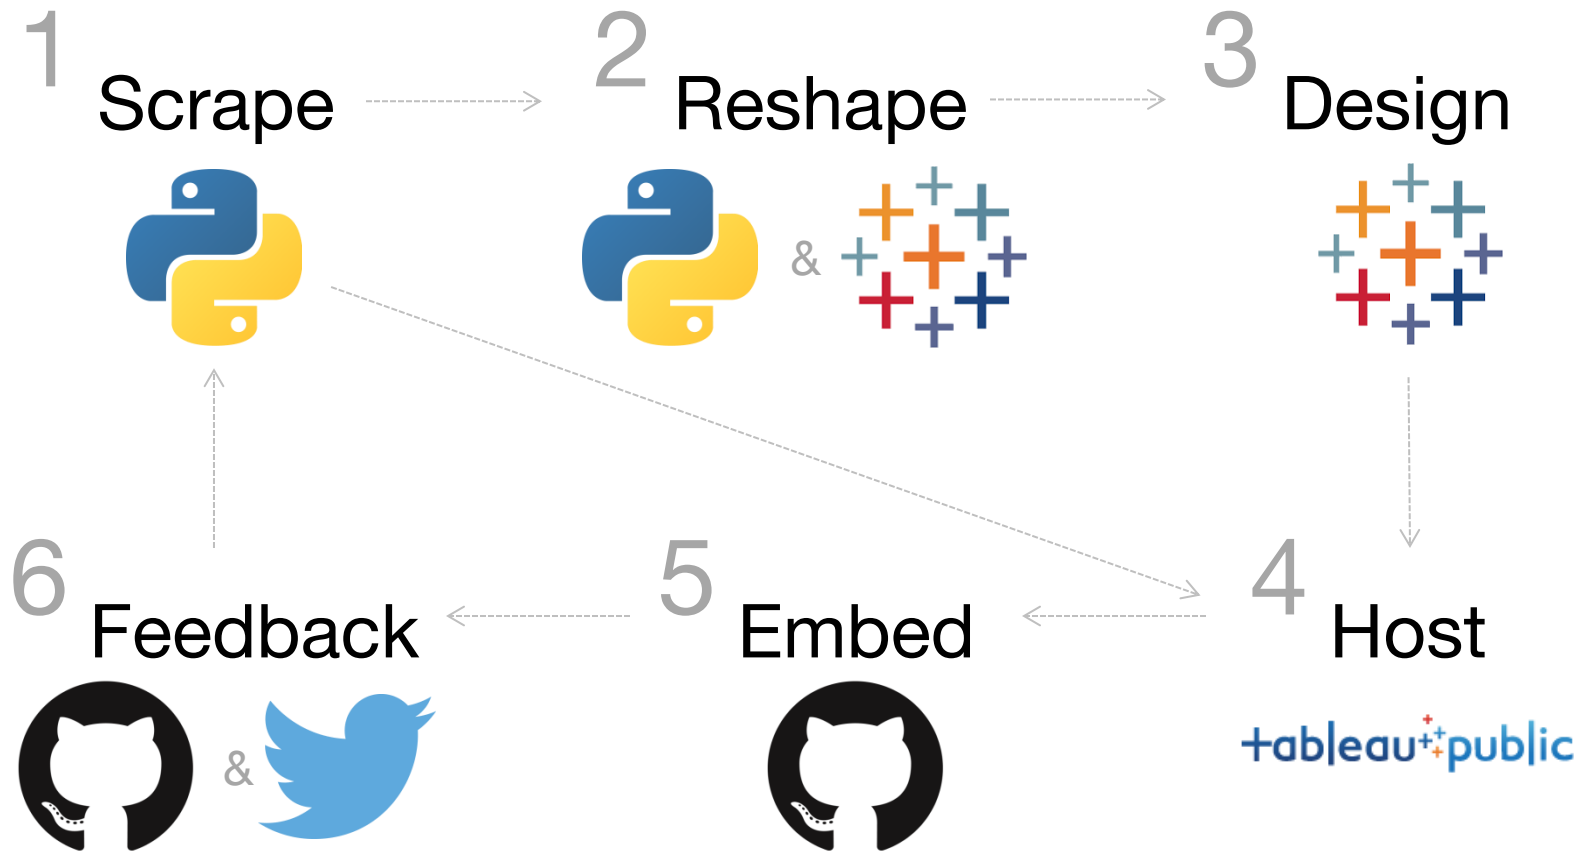 1 Scrape
2 Reshape
3 Design
&
6 Feedback
5 Embed
4 Host
&
+ableau public